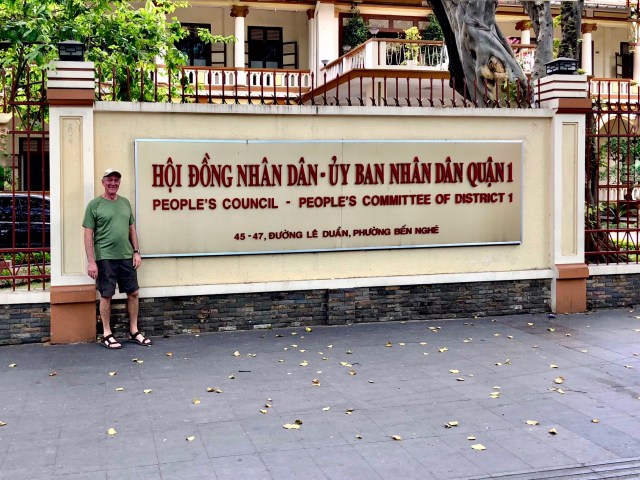 HỘI ĐỒNG NHÂN DÂN - ỦY BAN NHÂN DÂN QUẬN 1
PEOPLE'S COUNCIL - PEOPLE'S COMMITTEE OF DISTRICT 1
45 - 47, ĐƯỜNG LÊ DUẨN, PHƯỜNG BẾN NGHÉ